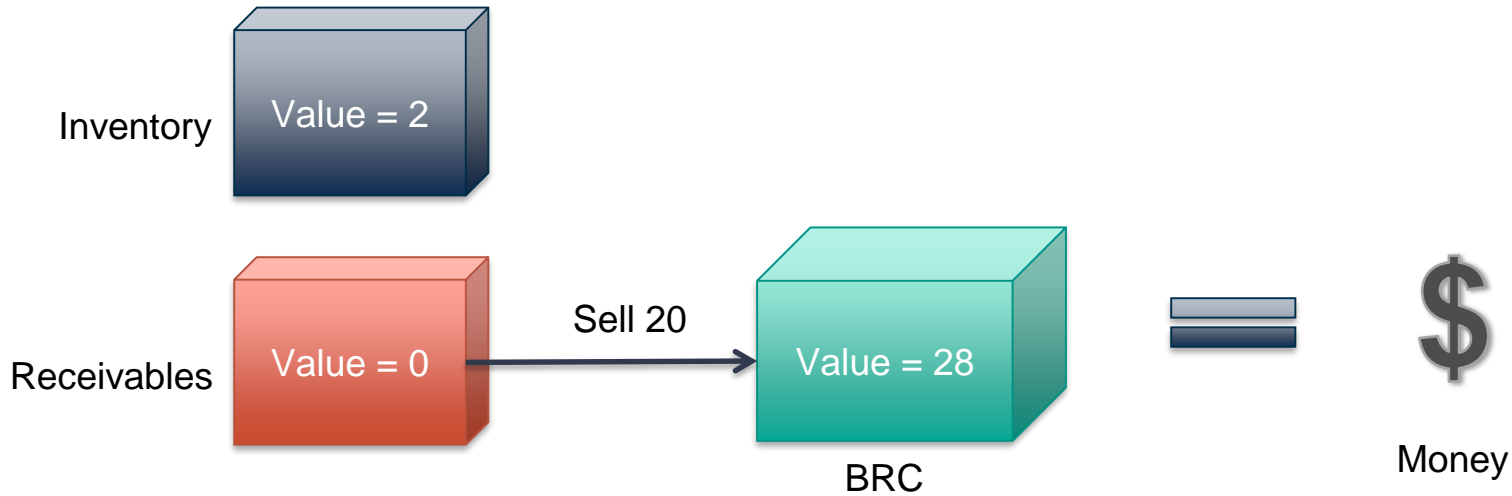 Inventory
Value = 2
Receivables
Value = 0
Sell 20
Value = 28
BRC
$
Money